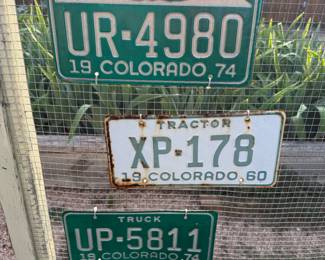 UR-4980
19 COLORADO 74
TRACTOR
XP-178
19 COLORADO 60
TRUCK
UP-5811
19 COLORADO 74